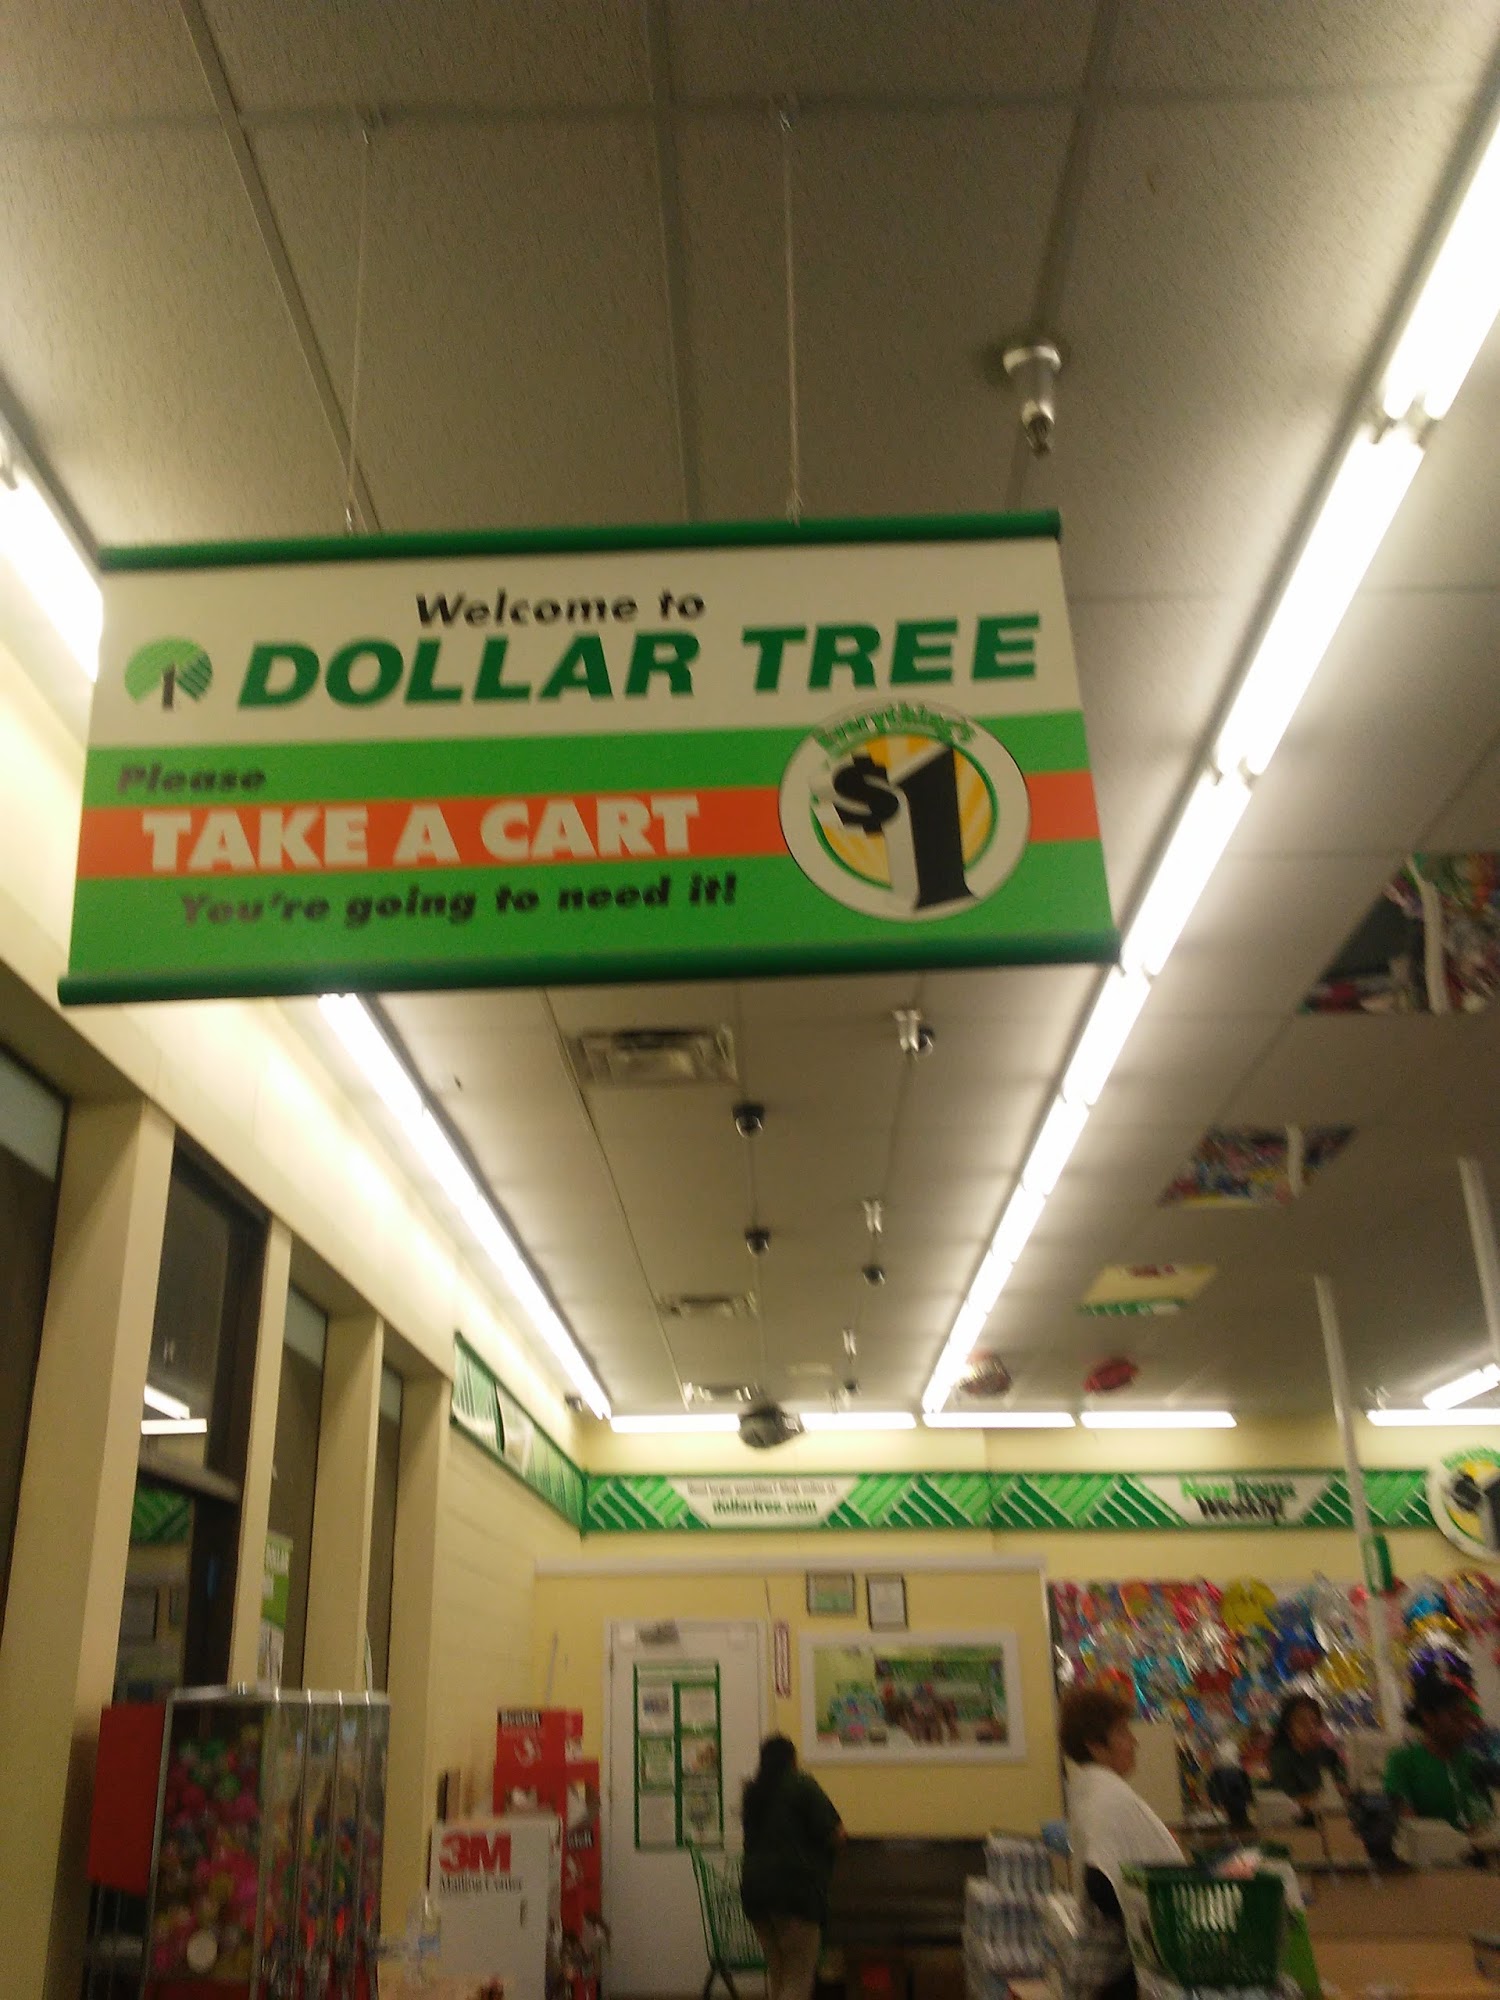 Welcome to
DOLLAR TREE
Everything's
$1
Please
TAKE A CART
You're going to need it!
dollartree.com
New Items
Weekly!
3M
Mailing Center